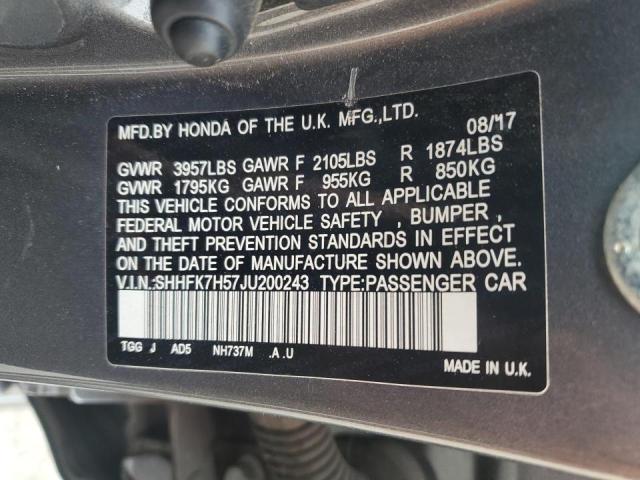 MFD.BY HONDA OF THE U.K. MFG.,LTD. 08/17
GVWR 3957LBS GAWR F 2105LBS R 1874LBS
GVWR 1795KG GAWR F 955KG R 850KG
THIS VEHICLE CONFORMS TO ALL APPLICABLE
FEDERAL MOTOR VEHICLE SAFETY , BUMPER ,
AND THEFT PREVENTION STANDARDS IN EFFECT
ON THE DATE OF MANUFACTURE SHOWN ABOVE.
V.I.N.:SHHFK7H57JU200243 TYPE:PASSENGER CAR
TGG J AD5 NH737M .A .U
MADE IN U.K.